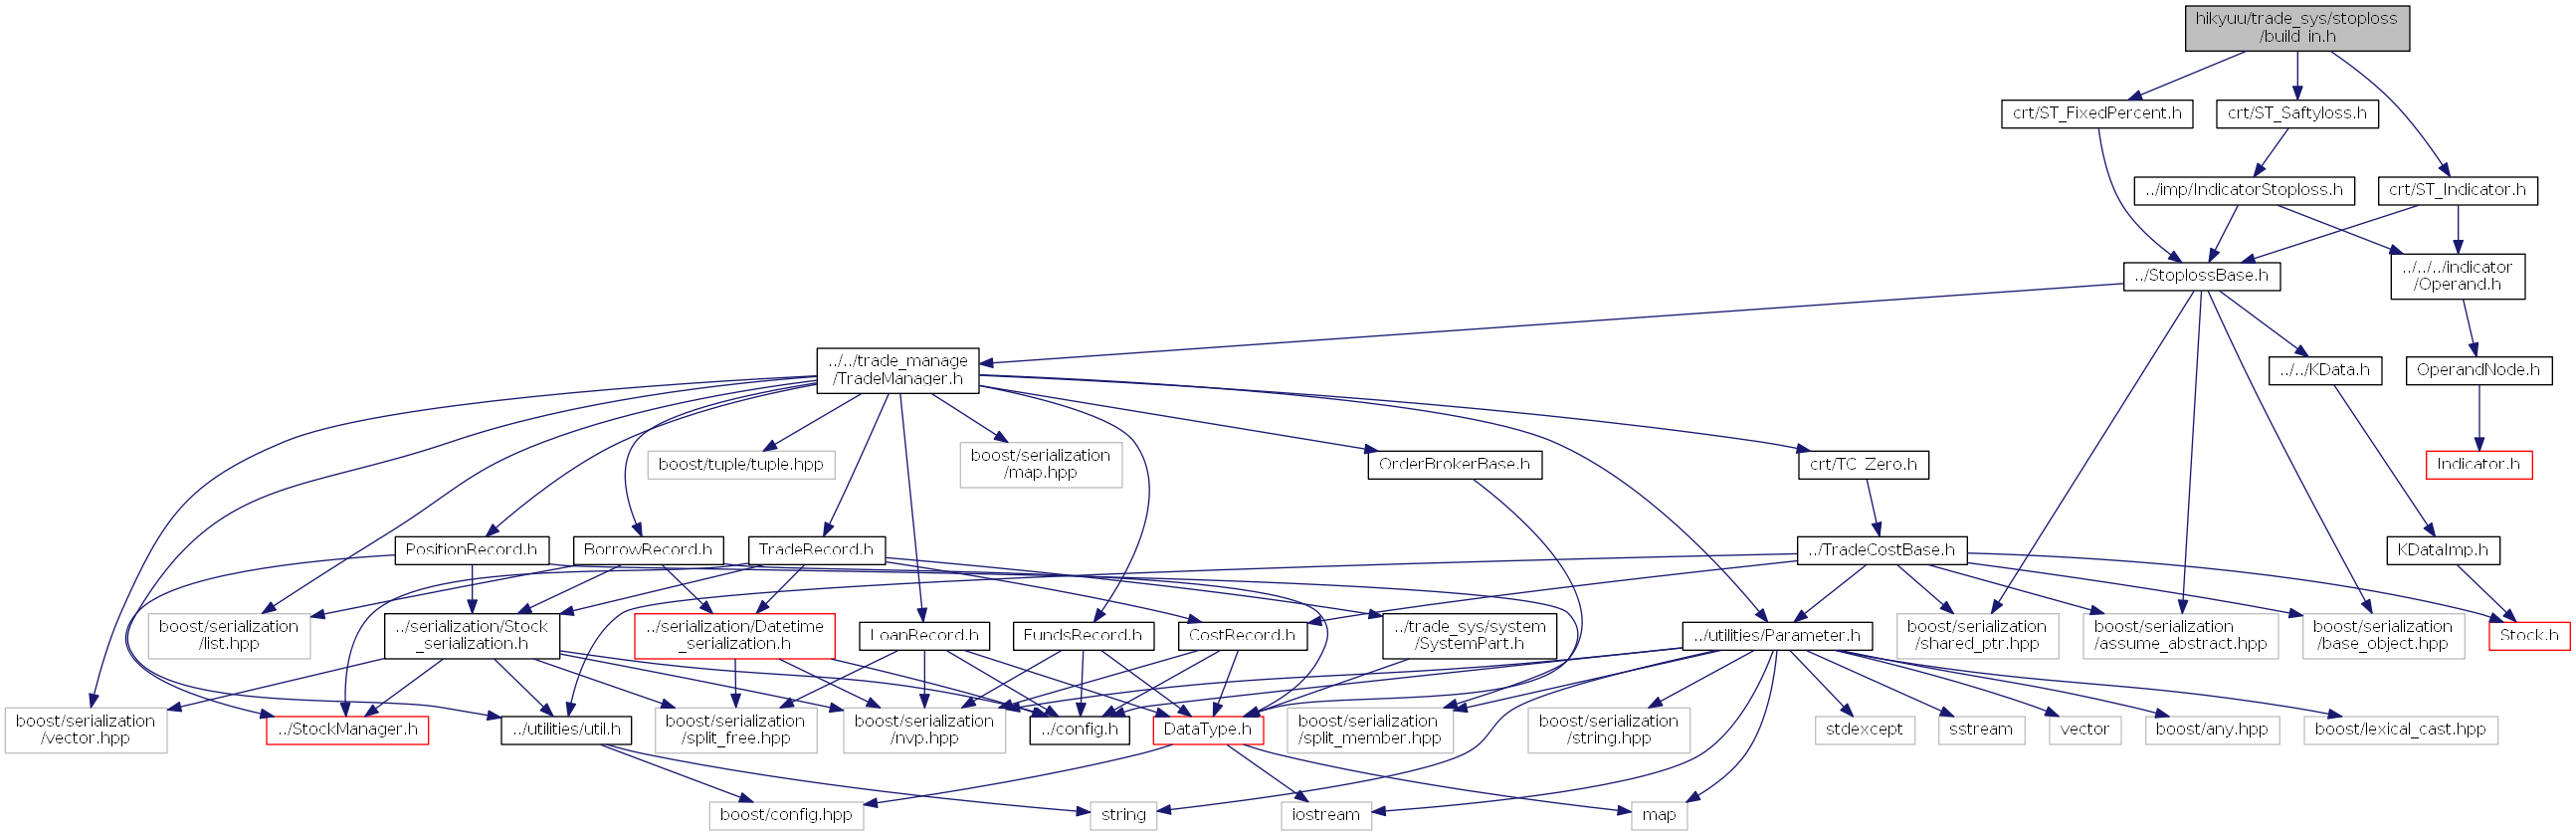 hikyuu/trade_sys/stoploss
/build_in.h
crt/ST_FixedPercent.h
crt/ST_Saftyloss.h
../imp/IndicatorStoploss.h
crt/ST_Indicator.h
../StoplossBase.h
../../../indicator
/Operand.h
../../trade_manage
/TradeManager.h
../../KData.h
OperandNode.h
boost/tuple/tuple.hpp
boost/serialization
/map.hpp
OrderBrokerBase.h
crt/TC_Zero.h
Indicator.h
PositionRecord.h
BorrowRecord.h
TradeRecord.h
../TradeCostBase.h
KDataImp.h
boost/serialization
/list.hpp
../serialization/Stock
_serialization.h
../serialization/Datetime
_serialization.h
LoanRecord.h
FundsRecord.h
CostRecord.h
../trade_sys/system
/SystemPart.h
../utilities/Parameter.h
boost/serialization
/shared_ptr.hpp
boost/serialization
/assume_abstract.hpp
boost/serialization
/base_object.hpp
Stock.h
boost/serialization
/vector.hpp
../StockManager.h
../utilities/util.h
boost/serialization
/split_free.hpp
boost/serialization
/nvp.hpp
../config.h
DataType.h
boost/serialization
/split_member.hpp
boost/serialization
/string.hpp
stdexcept
sstream
vector
boost/any.hpp
boost/lexical_cast.hpp
boost/config.hpp
string
iostream
map